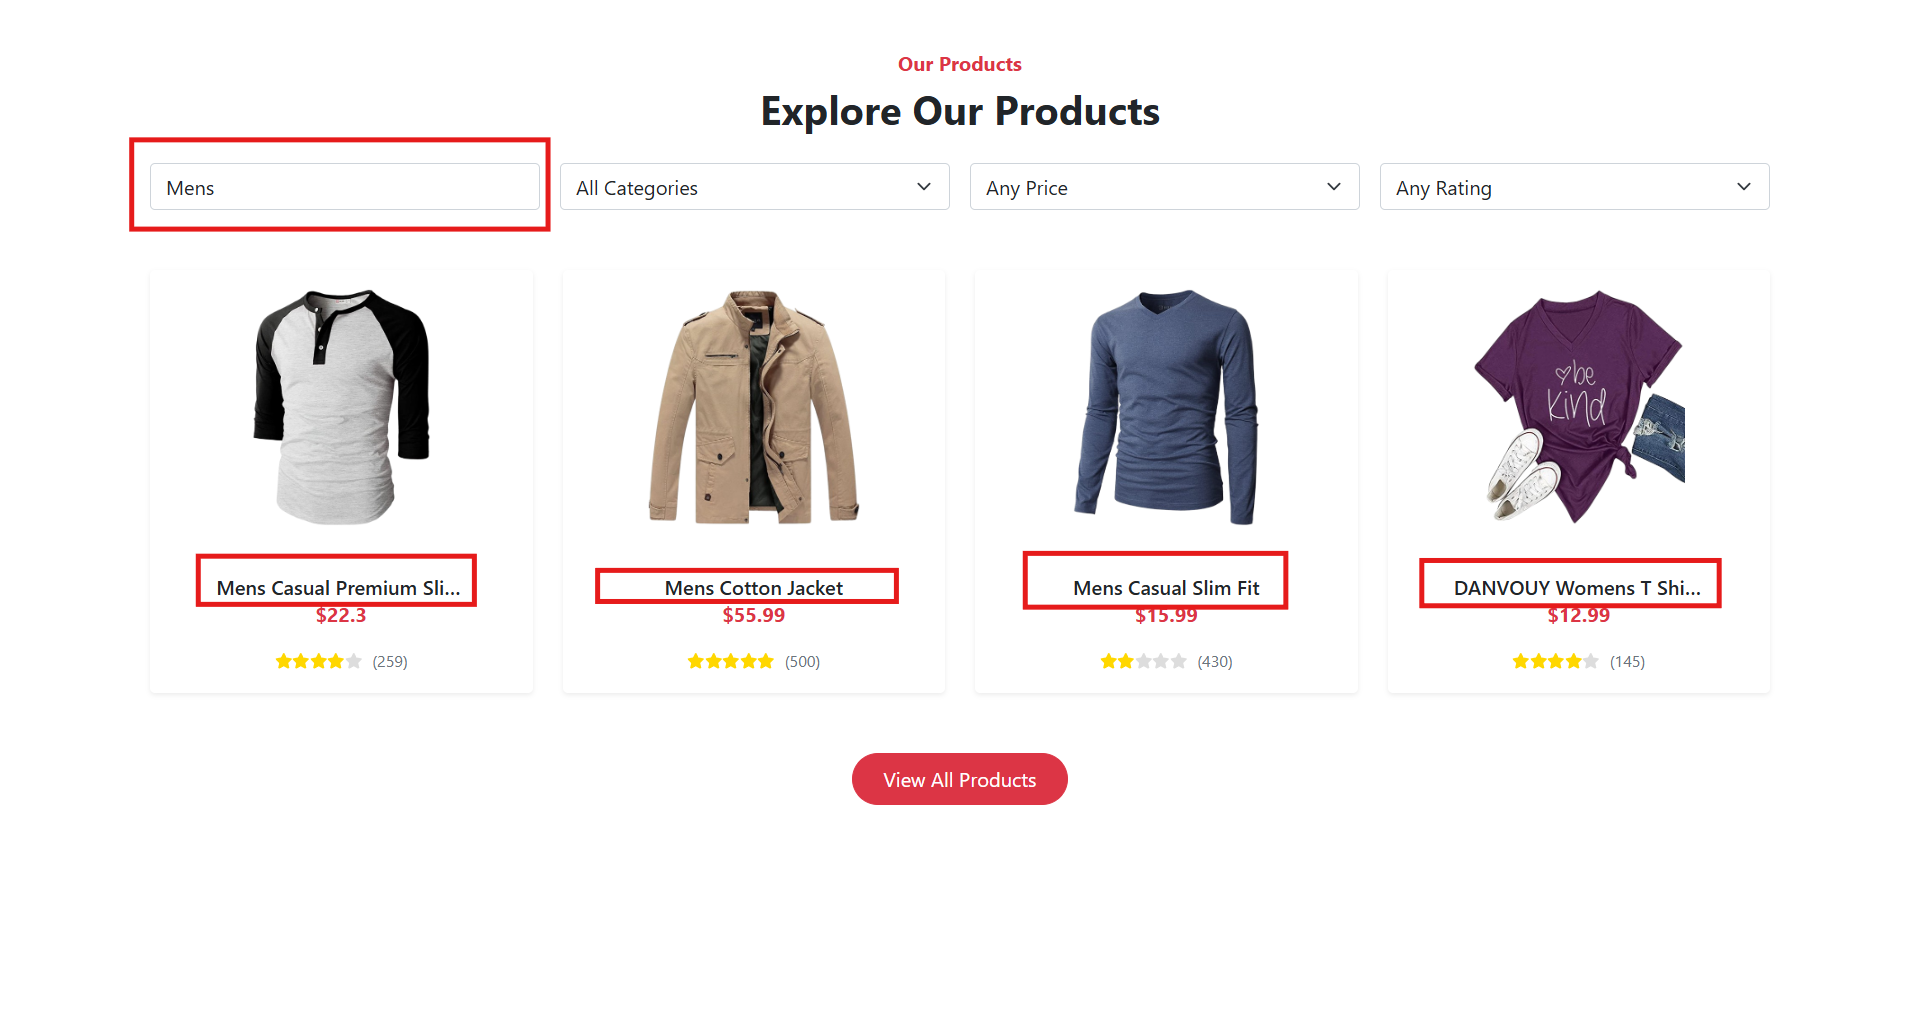 Our Products
Explore Our Products
Mens
All Categories
Any Price
Any Rating
be
kind
Mens Casual Premium Sli...
$22.3
(259)
Mens Cotton Jacket
$55.99
(500)
Mens Casual Slim Fit
$15.99
(430)
DANVOUY Womens T Shi...
$12.99
(145)
View All Products